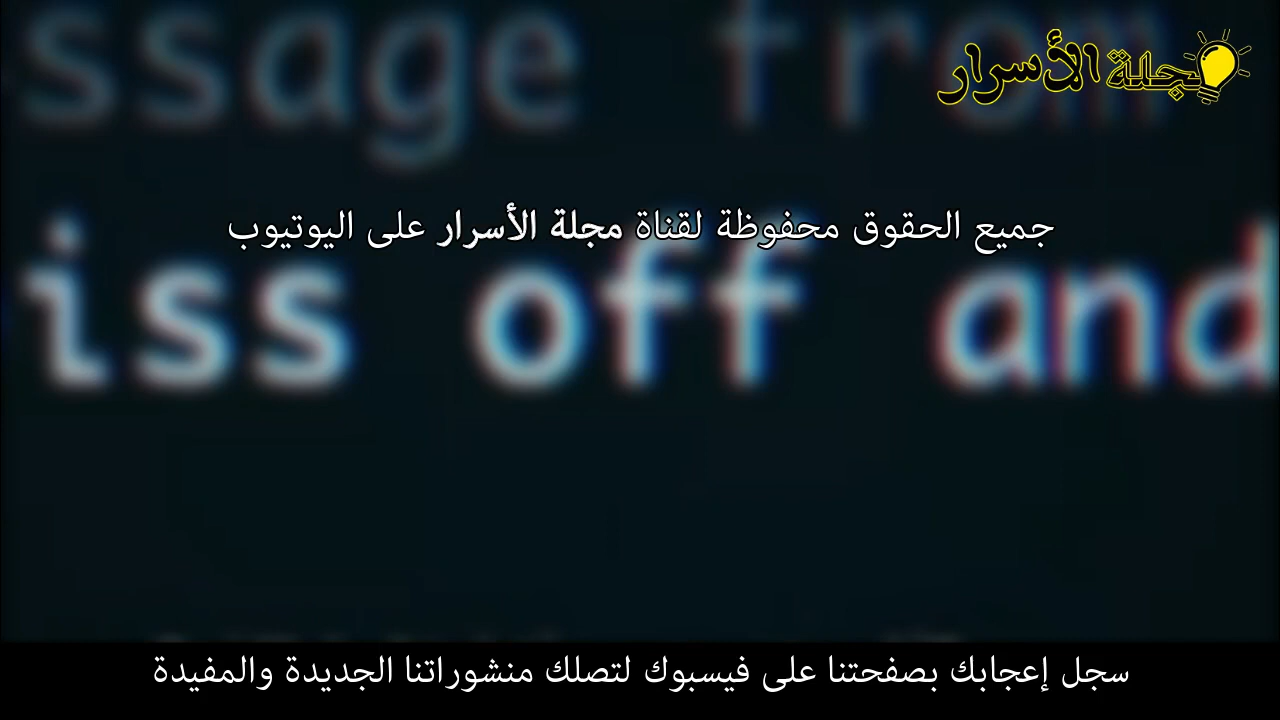 ssage from
مجلة الأسرار
جميع الحقوق محفوظة لقناة مجلة الأسرار على اليوتيوب
iss off and
سجل إعجابك بصفحتنا على فيسبوك لتصلك منشوراتنا الجديدة والمفيدة